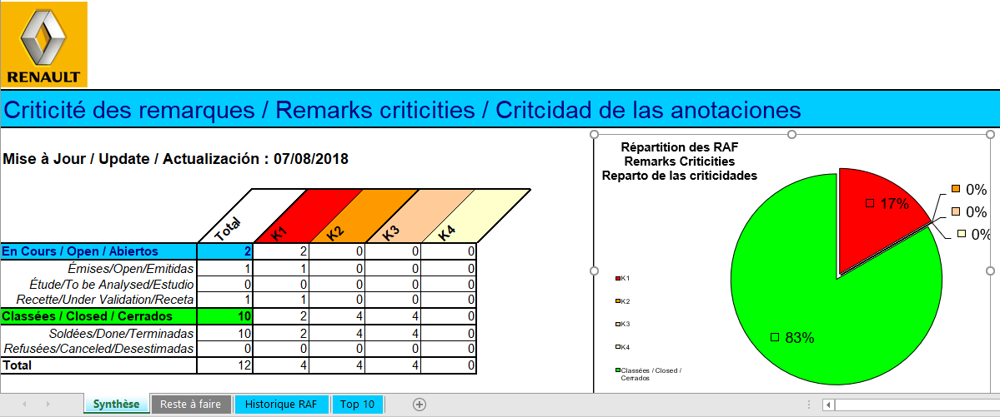 RENAULT
Criticité des remarques / Remarks criticities / Critcidad de las anotaciones
Mise à Jour / Update / Actualización : 07/08/2018
Total K1 K2 K3 K4
En Cours / Open / Abiertos 2 2 0 0 0
Émises/Open/Emitidas 1 1 0 0 0
Étude/To be Analysed/Estudio 0 0 0 0 0
Recette/Under Validation/Receta 1 1 0 0 0
Classées / Closed / Cerrados 10 2 4 4 0
Soldées/Done/Terminadas 10 2 4 4 0
Refusées/Canceled/Desestimadas 0 0 0 0 0
Total 12 4 4 4 0
Répartition des RAF
Remarks Criticities
Reparto de las criticidades
17%
0%
0%
0%
83%
K1
K2
K3
K4
Classées / Closed /
Cerrados
Synthèse Reste à faire Historique RAF Top 10